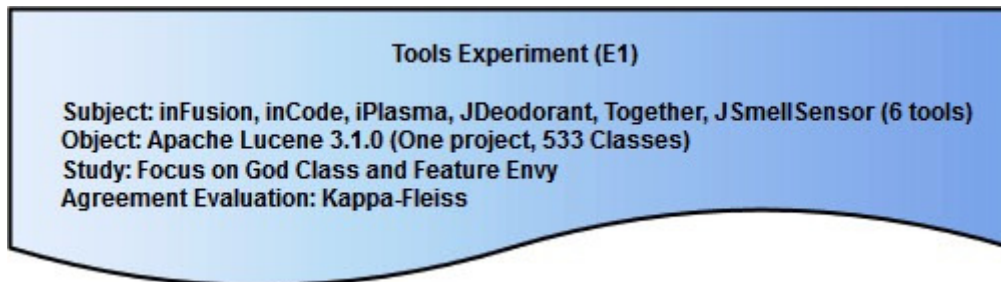 Tools Experiment (E1)
Subject: inFusion, inCode, iPlasma, JDeodorant, Together, JSmellSensor (6 tools)
Object: Apache Lucene 3.1.0 (One project, 533 Classes)
Study: Focus on God Class and Feature Envy
Agreement Evaluation: Kappa-Fleiss